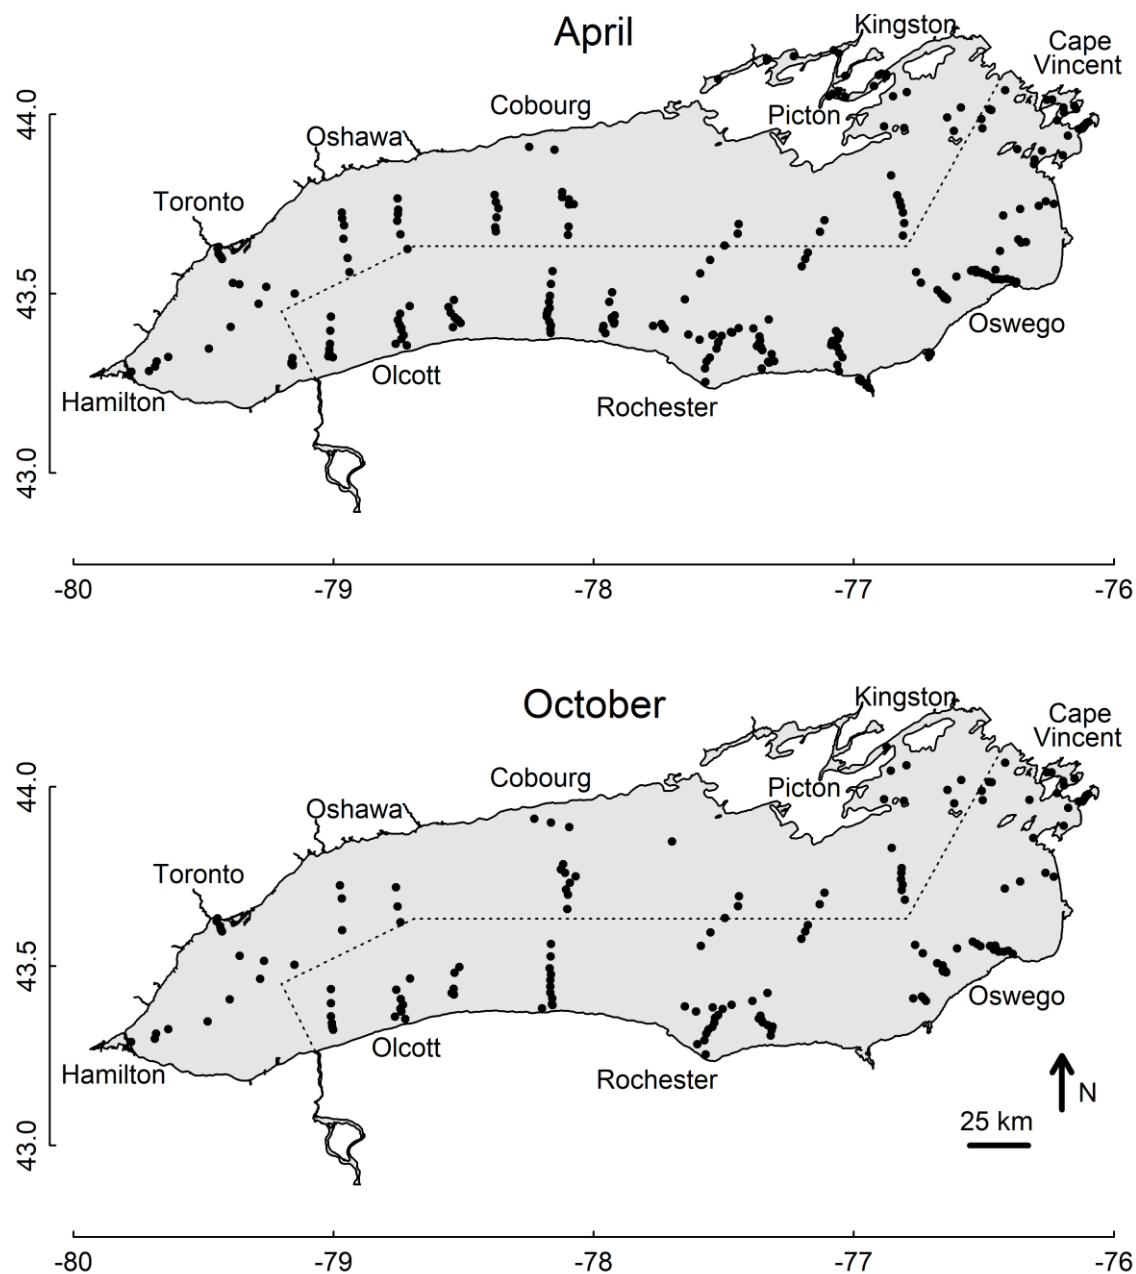 April
Kingston
Cape
Vincent
Cobourg
Picton
Oshawa
Toronto
Oswego
Olcott
Hamilton
Rochester
44.0
43.5
43.0
-80
-79
-78
-77
-76
October
Kingston
Cape
Vincent
Cobourg
Picton
Oshawa
Toronto
Oswego
Olcott
Hamilton
Rochester
N
25 km
44.0
43.5
43.0
-80
-79
-78
-77
-76